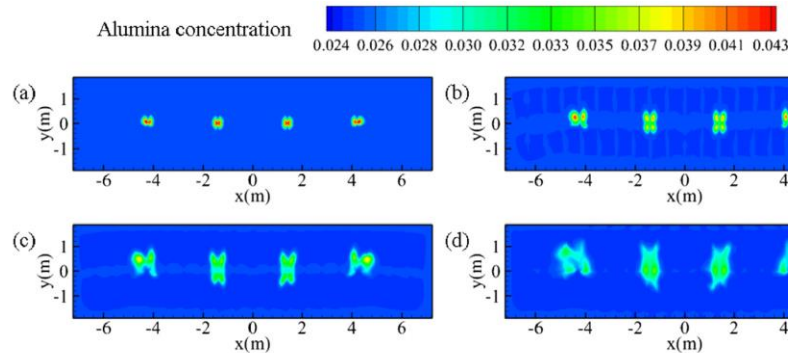 Alumina concentration
0.024 0.026 0.028 0.030 0.032 0.033 0.035 0.037 0.039 0.041 0.043
(a)
y(m)
1
0
-1
-6 -4 -2 0 2 4 6
x(m)
(b)
y(m)
1
0
-1
-6 -4 -2 0 2 4
x(m)
(c)
y(m)
1
0
-1
-6 -4 -2 0 2 4 6
x(m)
(d)
y(m)
1
0
-1
-6 -4 -2 0 2 4
x(m)